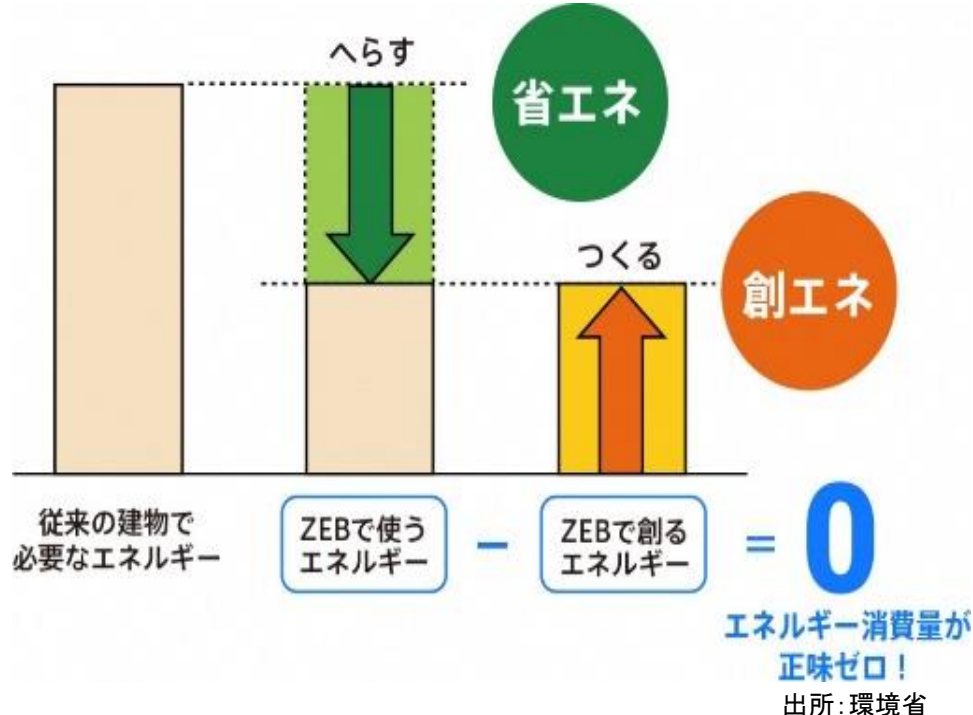 へらす
省エネ
つくる
創エネ
従来の建物で
必要なエネルギー
ZEBで使う
エネルギー
－
ZEBで創る
エネルギー
＝
0
エネルギー消費量が
正味ゼロ！
出所：環境省